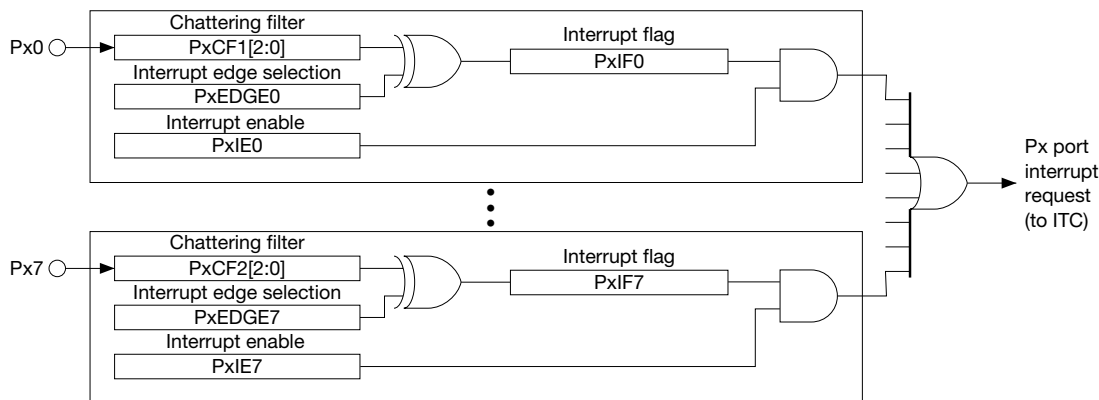 Chattering filter
Px0
PxCF1[2:0]
Interrupt flag
PxIF0
Interrupt edge selection
PxEDGE0
Interrupt enable
PxIE0
Px port
interrupt
request
(to ITC)
Chattering filter
Px7
PxCF2[2:0]
Interrupt flag
PxIF7
Interrupt edge selection
PxEDGE7
Interrupt enable
PxIE7